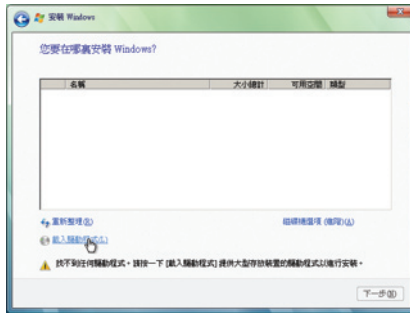 安裝 Windows
您要在哪裏安裝 Windows?
名稱 大小總計 可用空間 類型
重新整理(R)
磁碟機選項 (進階)(A)
載入驅動程式(L)
找不到任何驅動程式。請按一下 [載入驅動程式] 提供大型存放裝置的驅動程式以進行安裝。
下一步(N)